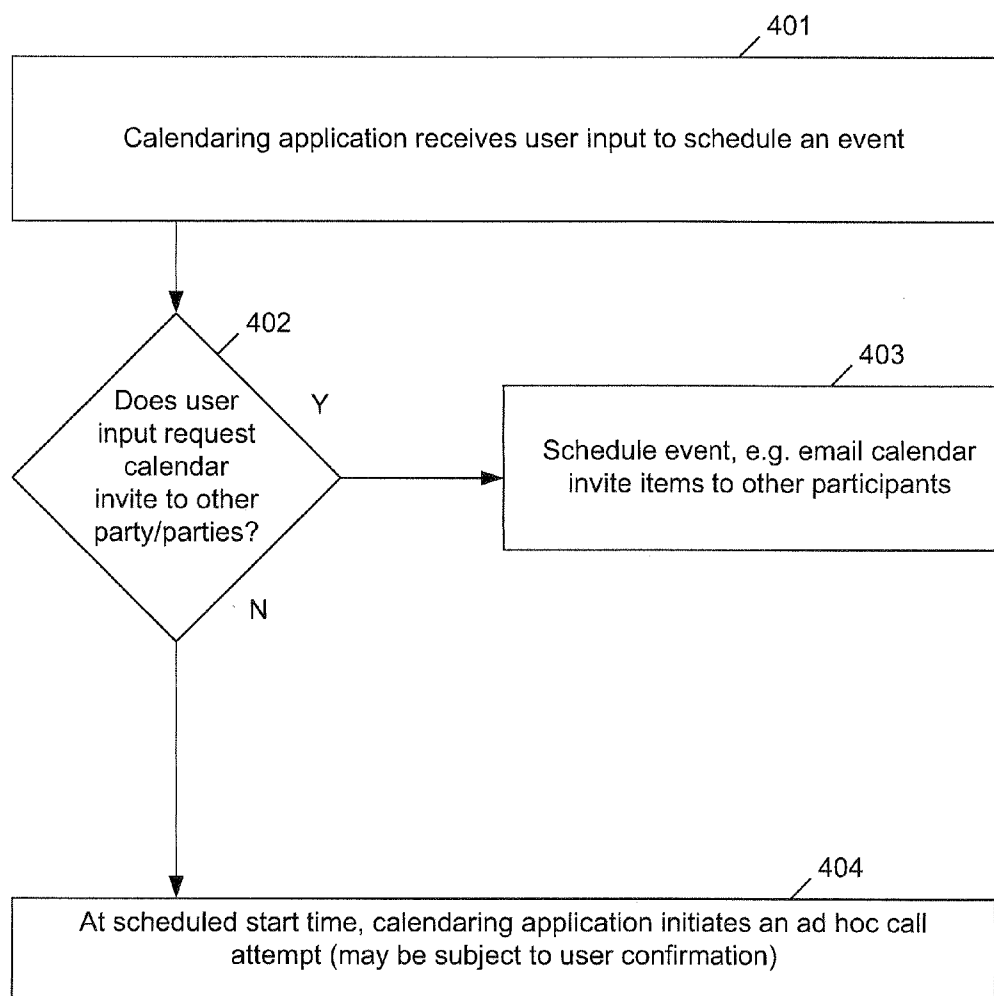 401
Calendaring application receives user input to schedule an event
402
Does user
input request
calendar
invite to other
party/parties?
Y
N
403
Schedule event, e.g. email calendar
invite items to other participants
404
At scheduled start time, calendaring application initiates an ad hoc call
attempt (may be subject to user confirmation)